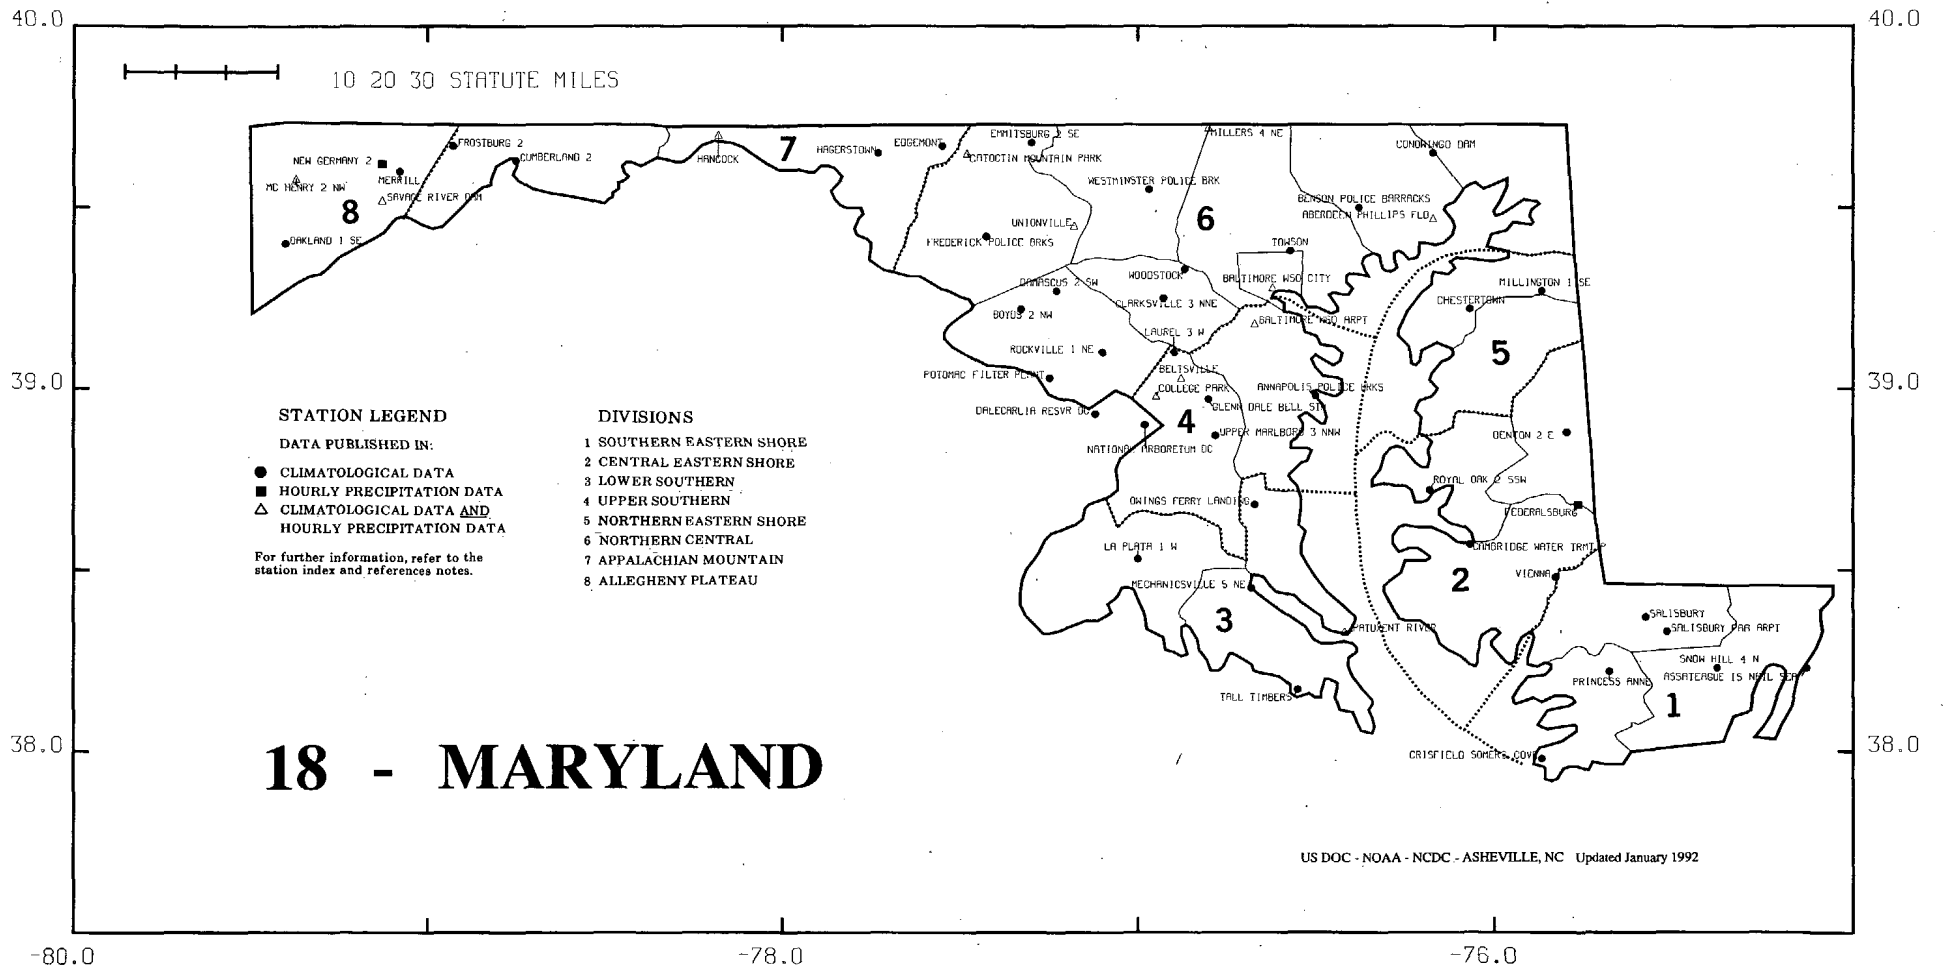 40.0
40.0
10 20 30 STATUTE MILES
FROSTBURG 2
NEW GERMANY 2
CUMBERLAND 2
MERRILL
MC HENRY 2 NW
SAVAGE RIVER DAM
8
OAKLAND 1 SE
HANCOCK
7
HAGERSTOWN
EDGEMONT
EMMITSBURG 2 SE
CATOCTIN MOUNTAIN PARK
MILLERS 4 NE
CONOWINGO DAM
WESTMINSTER POLICE BRK
BENSON POLICE BARRACKS
ABERDEEN PHILLIPS FLD
6
UNIONVILLE
FREDERICK POLICE BRKS
TOWSON
WOODSTOCK
BALTIMORE WSO CITY
DAMASCUS 2 SW
CLARKSVILLE 3 NNE
MILLINGTON 1 SE
CHESTERTOWN
BOYDS 2 NW
BALTIMORE WSO ARPT
LAUREL 3 W
ROCKVILLE 1 NE
5
BELTSVILLE
POTOMAC FILTER PLANT
COLLEGE PARK
ANNAPOLIS POLICE BRKS
39.0
39.0
DALECARLIA RESVR DC
GLENN DALE BELL STN
4
UPPER MARLBORO 3 NNW
DENTON 2 E
NATIONAL ARBORETUM DC
ROYAL OAK 2 SSW
OWINGS FERRY LANDING
FEDERALSBURG
LA PLATA 1 W
CAMBRIDGE WATER TRMT P
VIENNA
2
MECHANICSVILLE 5 NE
3
PATUXENT RIVER
SALISBURY
SALISBURY FAA ARPT
SNOW HILL 4 N
PRINCESS ANNE
ASSATEAGUE IS NATL SEA
TALL TIMBERS
1
CRISFIELD SOMERS COVE
STATION LEGEND
DATA PUBLISHED IN:
CLIMATOLOGICAL DATA
HOURLY PRECIPITATION DATA
CLIMATOLOGICAL DATA AND
HOURLY PRECIPITATION DATA
For further information, refer to the
station index and references notes.
DIVISIONS
1 SOUTHERN EASTERN SHORE
2 CENTRAL EASTERN SHORE
3 LOWER SOUTHERN
4 UPPER SOUTHERN
5 NORTHERN EASTERN SHORE
6 NORTHERN CENTRAL
7 APPALACHIAN MOUNTAIN
8 ALLEGHENY PLATEAU
38.0
38.0
18 - MARYLAND
US DOC - NOAA - NCDC - ASHEVILLE, NC Updated January 1992
-80.0
-78.0
-76.0